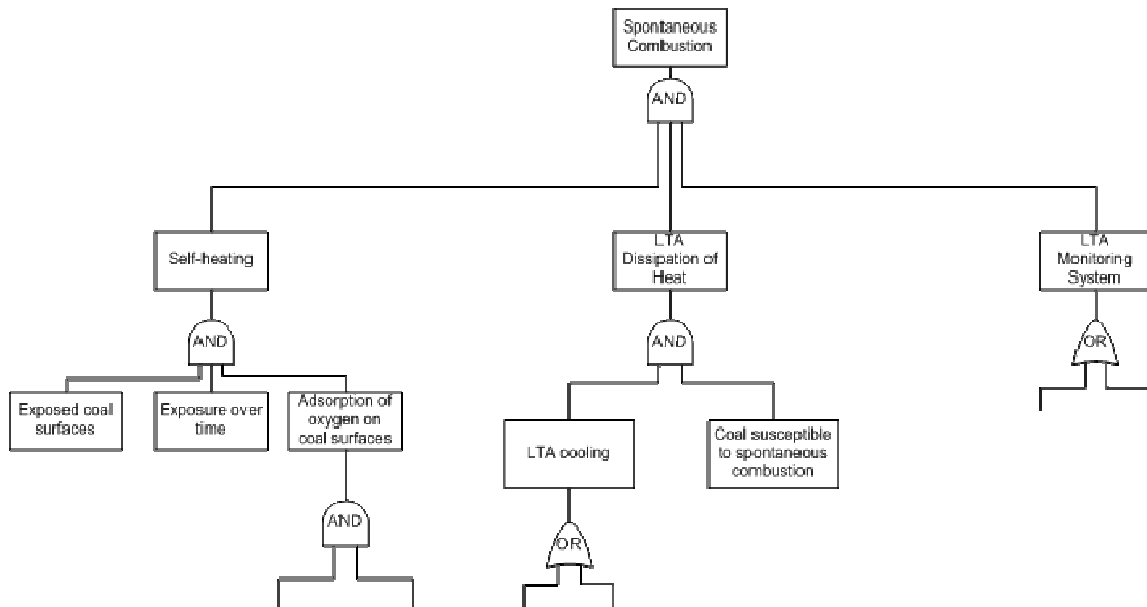 Spontaneous
Combustion
AND
Self-heating
LTA
Dissipation of
Heat
LTA
Monitoring
System
AND
AND
OR
Exposed coal
surfaces
Exposure over
time
Adsorption of
oxygen on
coal surfaces
LTA cooling
Coal susceptible
to spontaneous
combustion
AND
OR